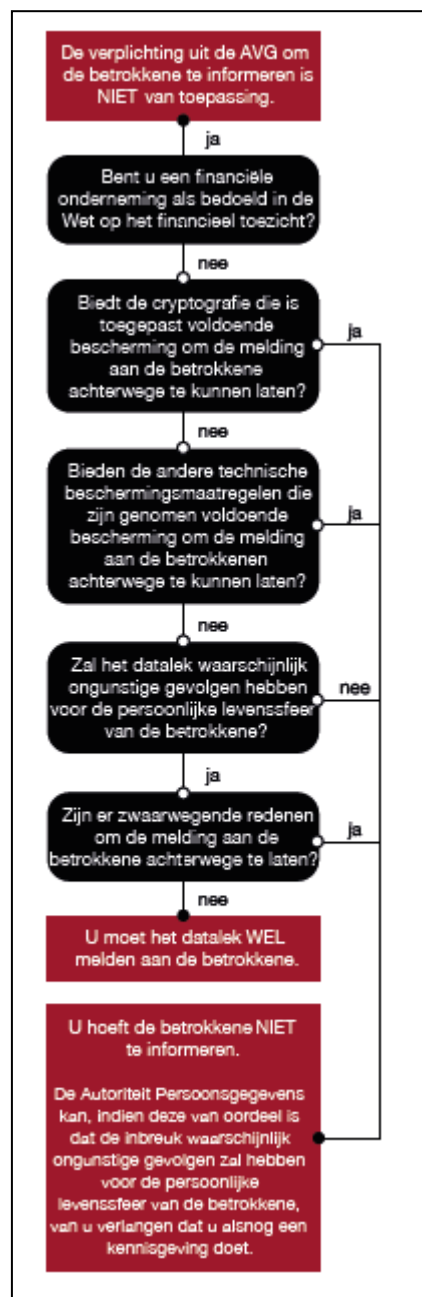 De verplichting uit de AVG om
de betrokkene te informeren is
NIET van toepassing.
ja
Bent u een financiële
onderneming als bedoeld in de
Wet op het financieel toezicht?
nee
Biedt de cryptografie die is
toegepast voldoende
bescherming om de melding
aan de betrokkene
achterwege te kunnen laten?
ja
nee
Bieden de andere technische
beschermingsmaatregelen die
zijn genomen voldoende
bescherming om de melding
aan de betrokkenen
achterwege te kunnen laten?
ja
nee
Zal het datalek waarschijnlijk
ongunstige gevolgen hebben
voor de persoonlijke levenssfeer
van de betrokkene?
nee
ja
Zijn er zwaarwegende redenen
om de melding aan de
betrokkene achterwege te laten?
ja
nee
U moet het datalek WEL
melden aan de betrokkene.
U hoeft de betrokkene NIET
te informeren.
De Autoriteit Persoonsgegevens
kan, indien deze van oordeel is
dat de inbreuk waarschijnlijk
ongunstige gevolgen zal hebben
voor de persoonlijke
levenssfeer van de betrokkene,
van u verlangen dat u alsnog een
kennisgeving doet.